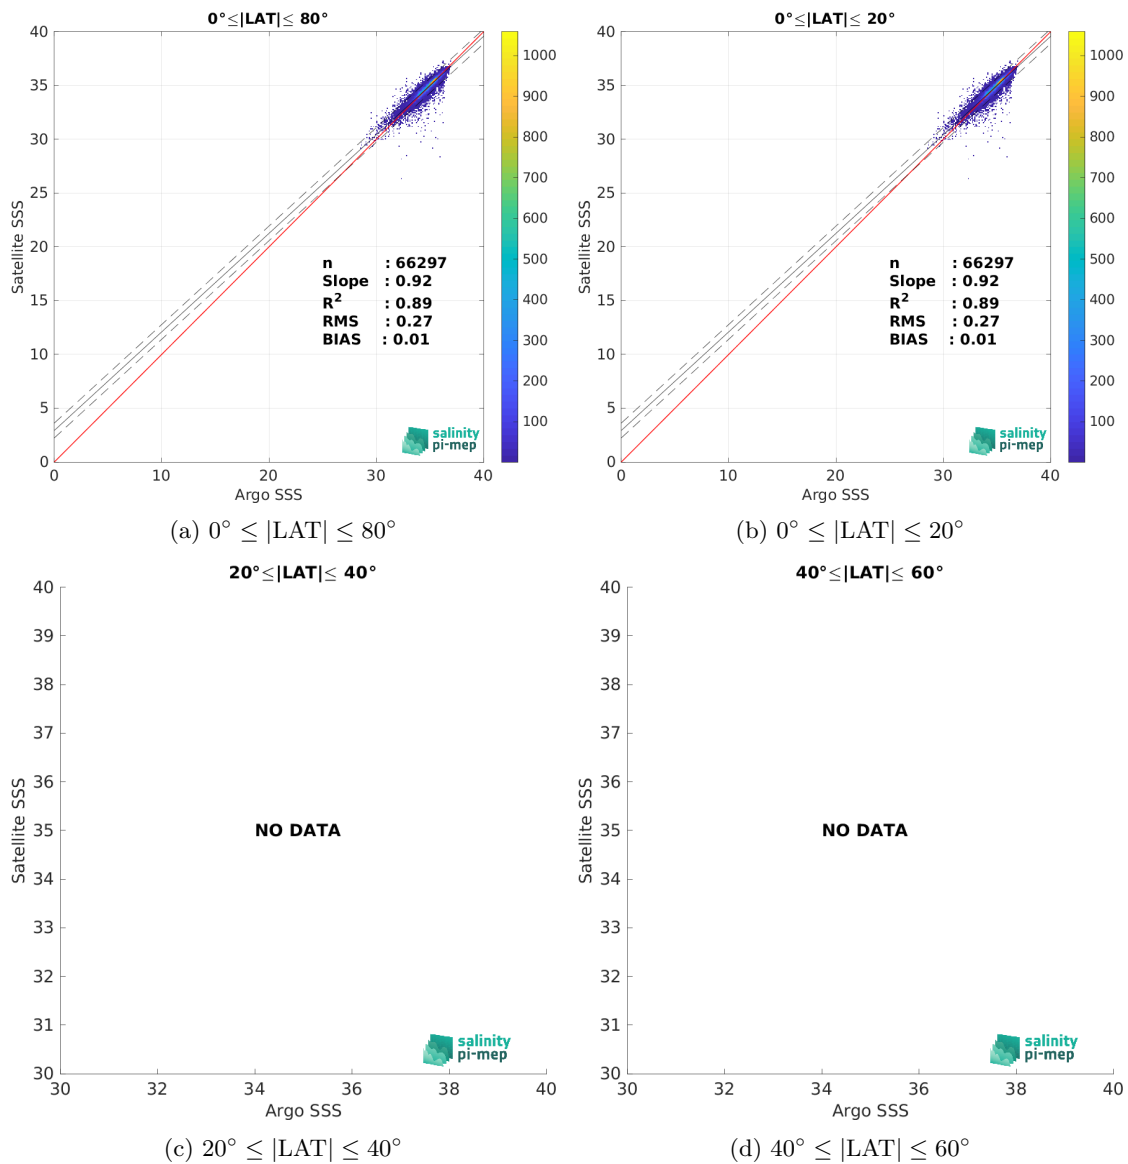 0°≤|LAT|≤ 80°
40
35
30
25
20
15
10
5
0
Satellite SSS
n : 66297
Slope : 0.92
R² : 0.89
RMS : 0.27
BIAS : 0.01
salinity
pi-mep
0 10 20 30 40
Argo SSS
1000
900
800
700
600
500
400
300
200
100
(a) 0° ≤ |LAT| ≤ 80°
0°≤|LAT|≤ 20°
40
35
30
25
20
15
10
5
0
Satellite SSS
n : 66297
Slope : 0.92
R² : 0.89
RMS : 0.27
BIAS : 0.01
salinity
pi-mep
0 10 20 30 40
Argo SSS
1000
900
800
700
600
500
400
300
200
100
(b) 0° ≤ |LAT| ≤ 20°
20°≤|LAT|≤ 40°
40
39
38
37
36
35
34
33
32
31
30
Satellite SSS
NO DATA
salinity
pi-mep
30 32 34 36 38 40
Argo SSS
(c) 20° ≤ |LAT| ≤ 40°
40°≤|LAT|≤ 60°
40
39
38
37
36
35
34
33
32
31
30
Satellite SSS
NO DATA
salinity
pi-mep
30 32 34 36 38 40
Argo SSS
(d) 40° ≤ |LAT| ≤ 60°